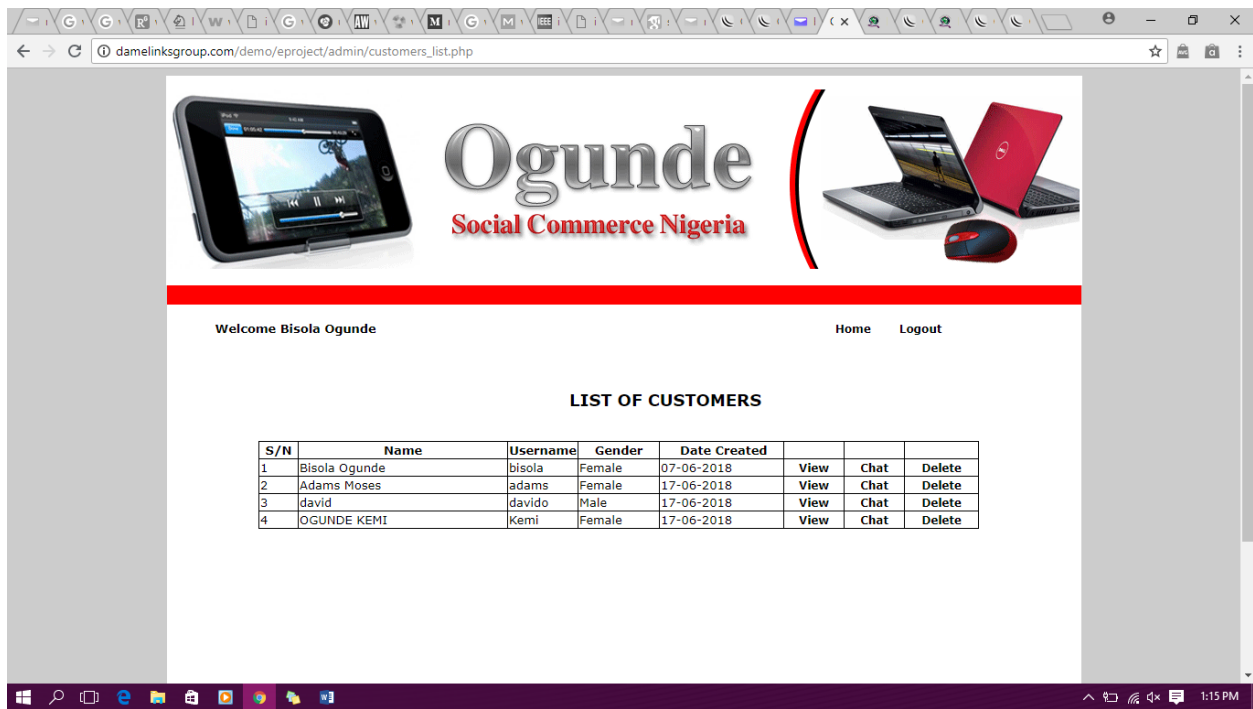 damelinksgroup.com/demo/eproject/admin/customers_list.php
Ogunde
Social Commerce Nigeria
Welcome Bisola Ogunde Home Logout
LIST OF CUSTOMERS
S/N Name Username Gender Date Created
1 Bisola Ogunde bisola Female 07-06-2018 View Chat Delete
2 Adams Moses adams Female 17-06-2018 View Chat Delete
3 david davido Male 17-06-2018 View Chat Delete
4 OGUNDE KEMI Kemi Female 17-06-2018 View Chat Delete
1:15 PM